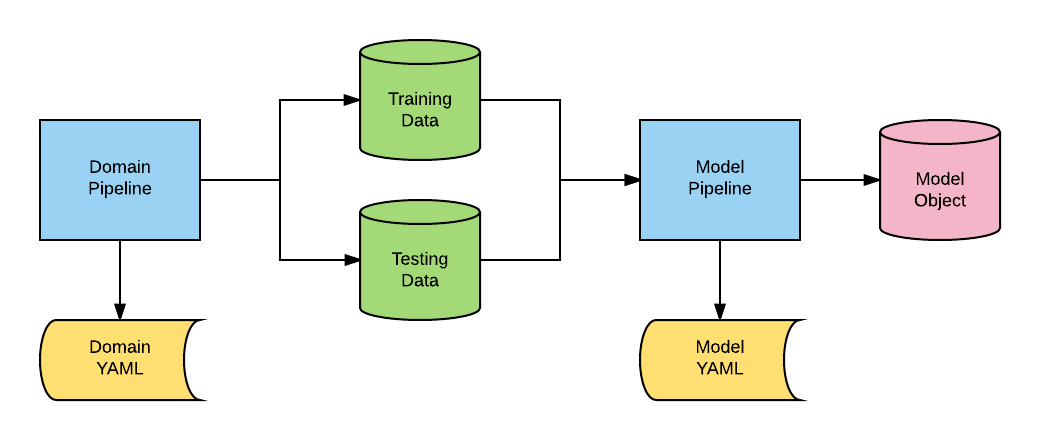 Training
Data
Domain
Pipeline
Model
Pipeline
Model
Object
Testing
Data
Domain
YAML
Model
YAML